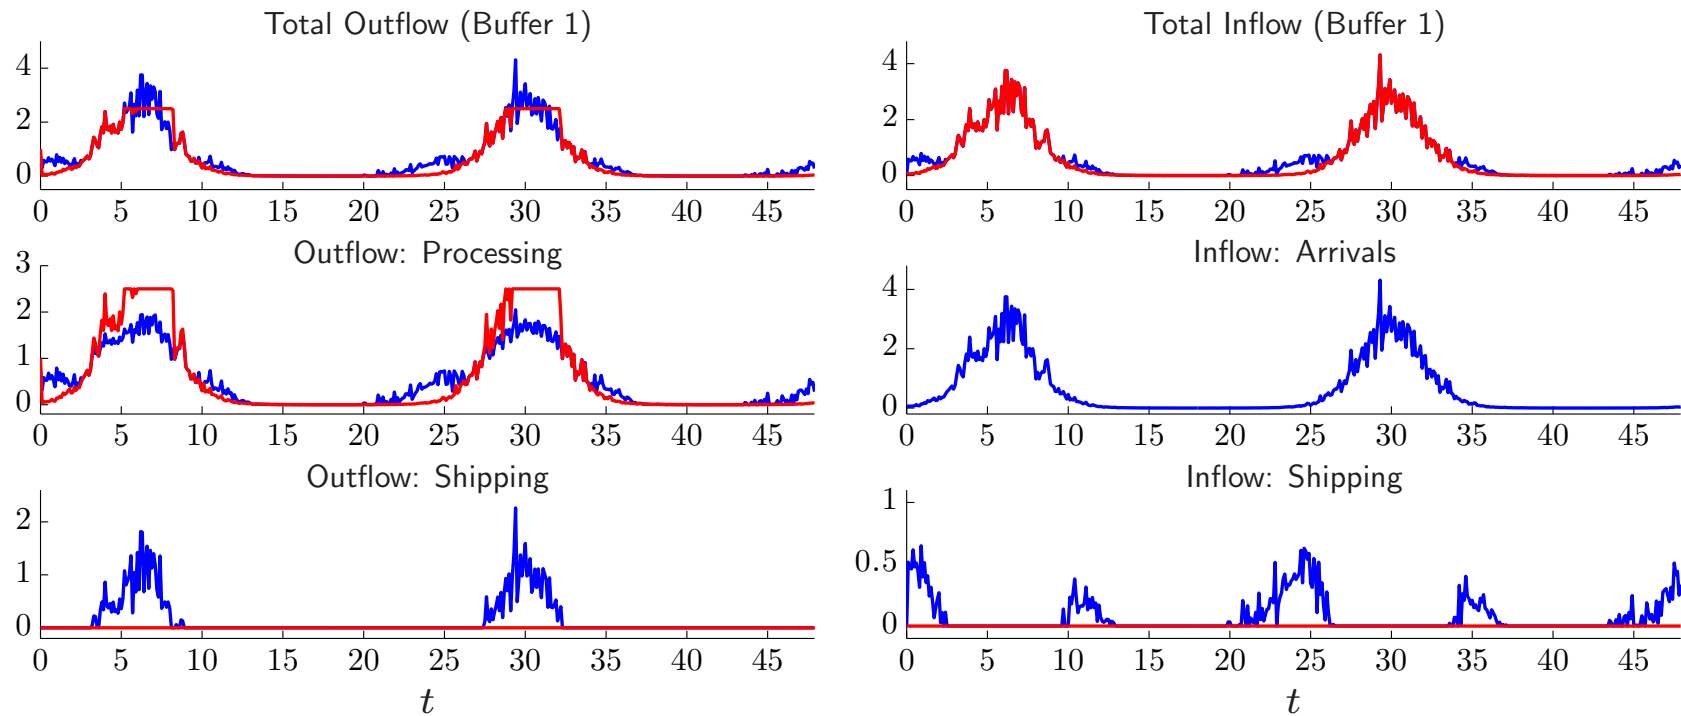 Total Outflow (Buffer 1)
4
2
0
0 5 10 15 20 25 30 35 40 45
Total Inflow (Buffer 1)
4
2
0
0 5 10 15 20 25 30 35 40 45
Outflow: Processing
3
2
1
0
0 5 10 15 20 25 30 35 40 45
Inflow: Arrivals
4
2
0
0 5 10 15 20 25 30 35 40 45
Outflow: Shipping
2
1
0
0 5 10 15 20 25 30 35 40 45
t
Inflow: Shipping
1
0.5
0
0 5 10 15 20 25 30 35 40 45
t